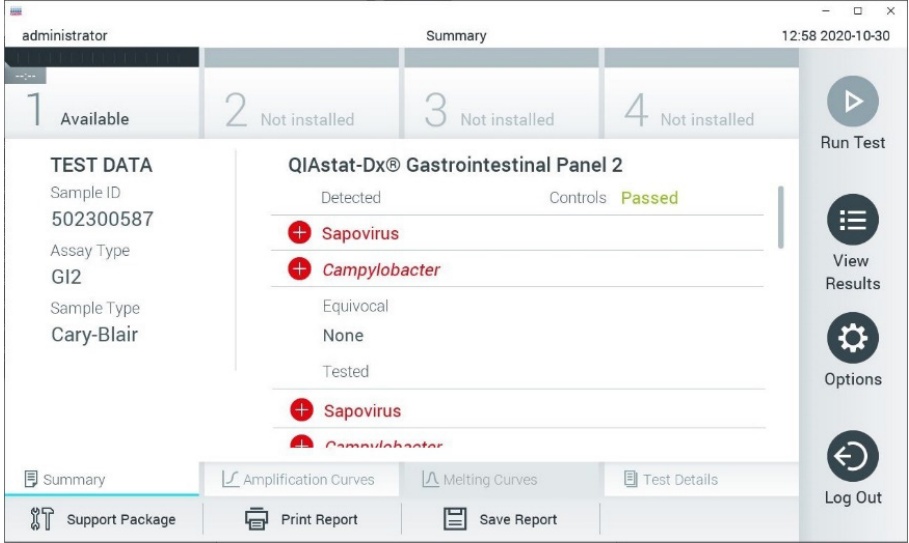 administrator Summary 12:58 2020-10-30
--:--
1 Available
2 Not installed
3 Not installed
4 Not installed
Run Test
View
Results
Options
Log Out
TEST DATA
Sample ID
502300587
Assay Type
GI2
Sample Type
Cary-Blair
QIAstat-Dx® Gastrointestinal Panel 2
Detected Controls Passed
Sapovirus
Campylobacter
Equivocal
None
Tested
Sapovirus
Campylobacter
Summary Amplification Curves Melting Curves Test Details
Support Package Print Report Save Report